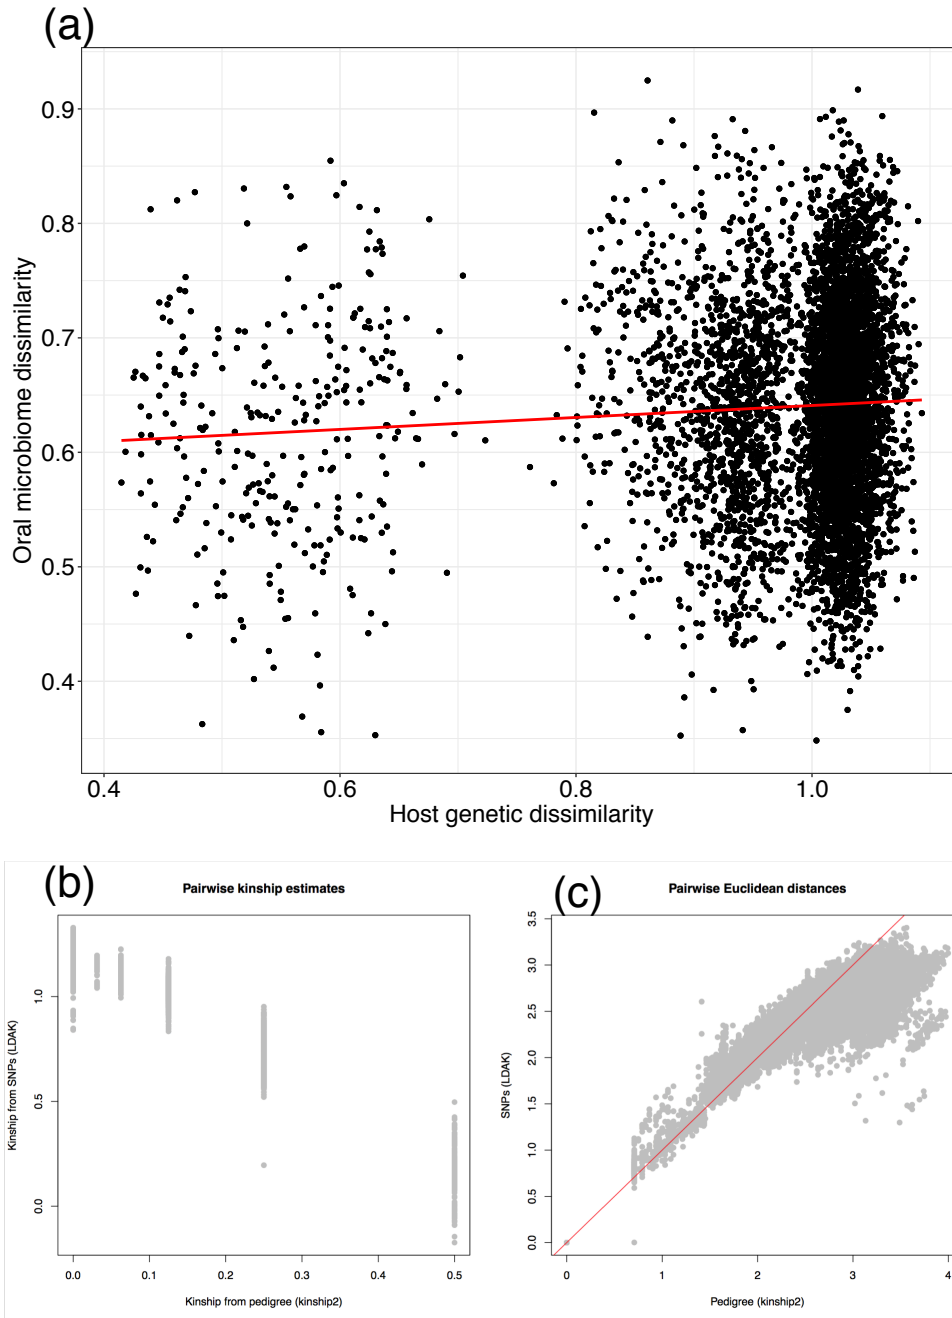 (a)
Oral microbiome dissimilarity
0.9
0.8
0.7
0.6
0.5
0.4
0.4 0.6 0.8 1.0
Host genetic dissimilarity
(b)
Pairwise kinship estimates
Kinship from SNPs (LDAK)
1.0
0.5
0.0
0.0 0.1 0.2 0.3 0.4 0.5
Kinship from pedigree (kinship2)
(c)
Pairwise Euclidean distances
SNPs (LDAK)
3.5
3.0
2.5
2.0
1.5
1.0
0.5
0.0
0 1 2 3 4
Pedigree (kinship2)